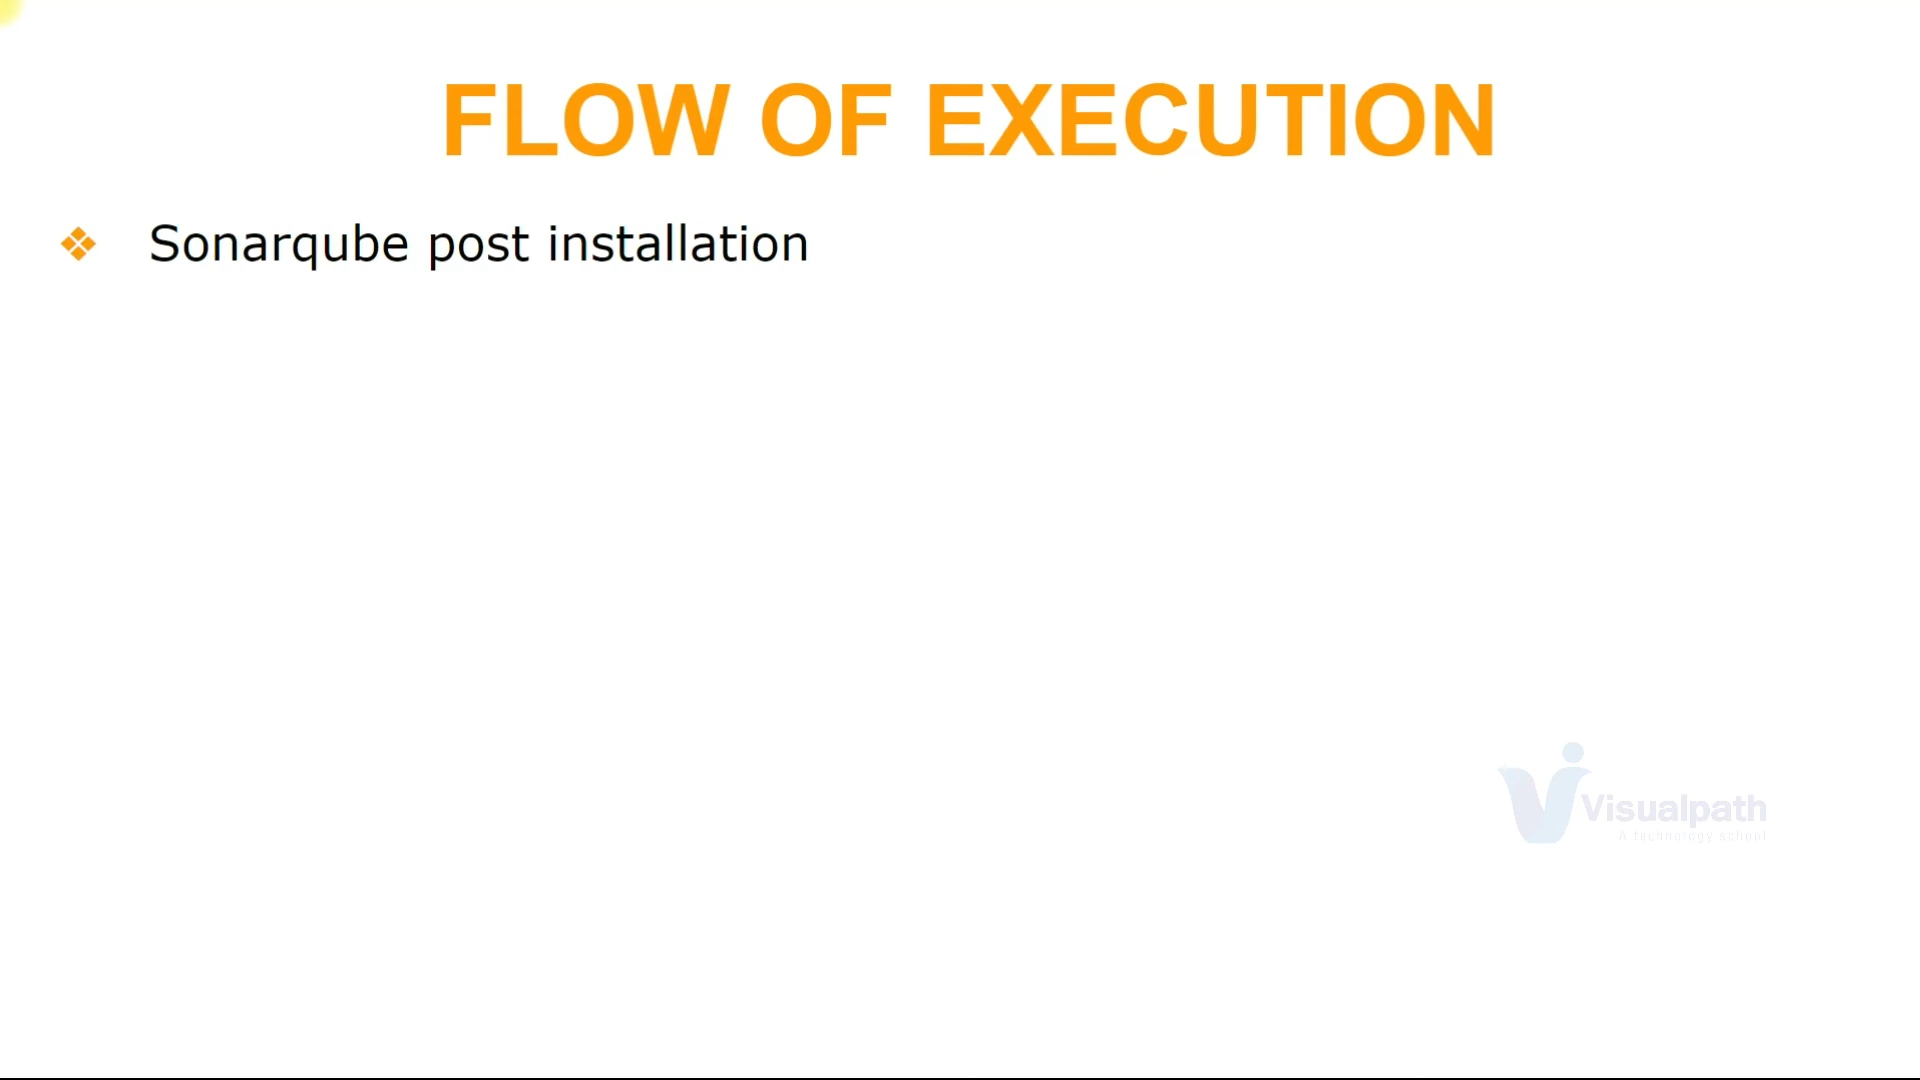 FLOW OF EXECUTION
Sonarqube post installation
Visualpath
A technology school